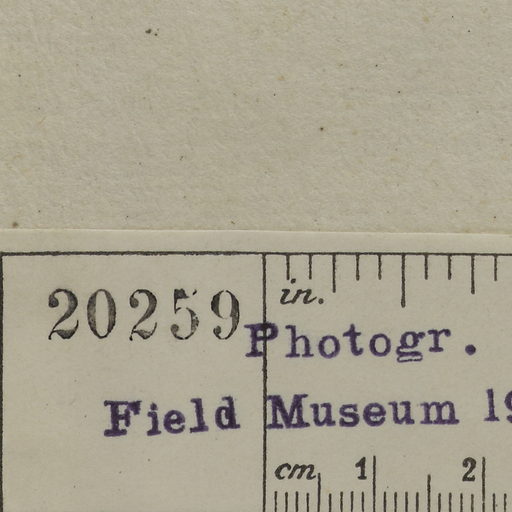 20259
in.
Photogr.
Field Museum 19
cm 1 2